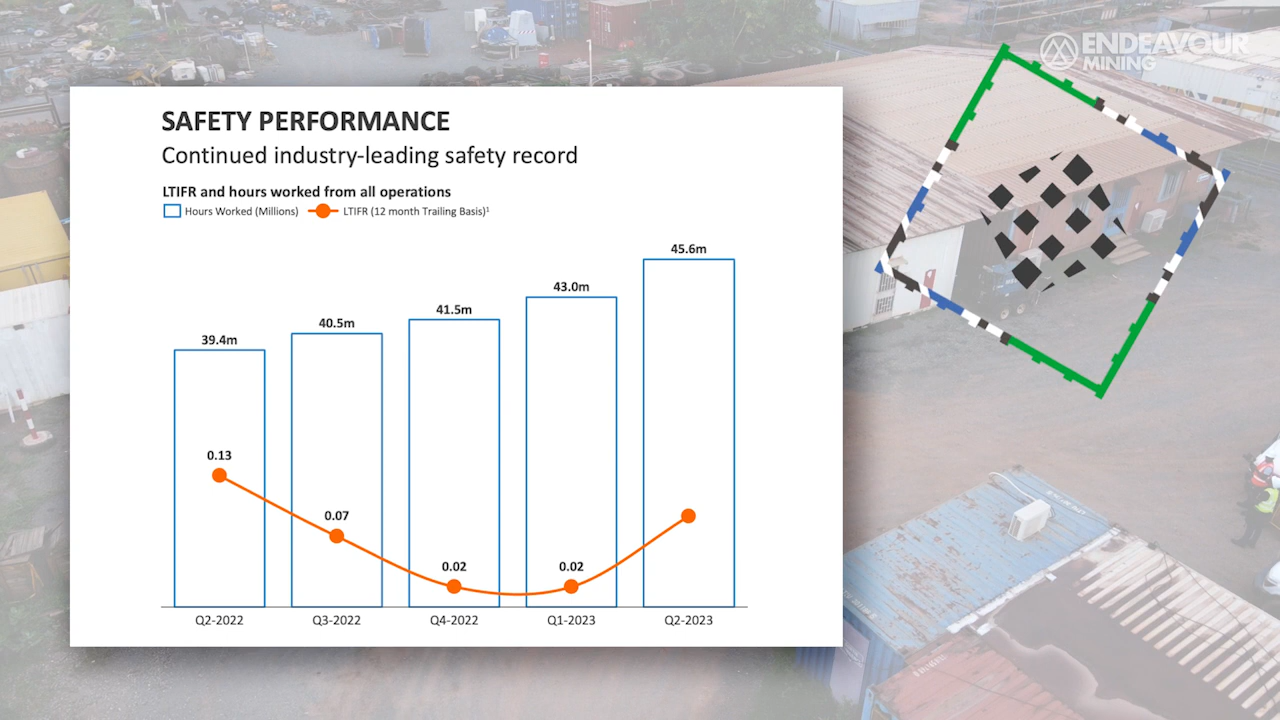 ENDEAVOUR
MINING
SAFETY PERFORMANCE
Continued industry-leading safety record
LTIFR and hours worked from all operations
Hours Worked (Millions) LTIFR (12 month Trailing Basis)¹
45.6m
43.0m
41.5m
40.5m
39.4m
0.13
0.07
0.02 0.02
Q2-2022 Q3-2022 Q4-2022 Q1-2023 Q2-2023